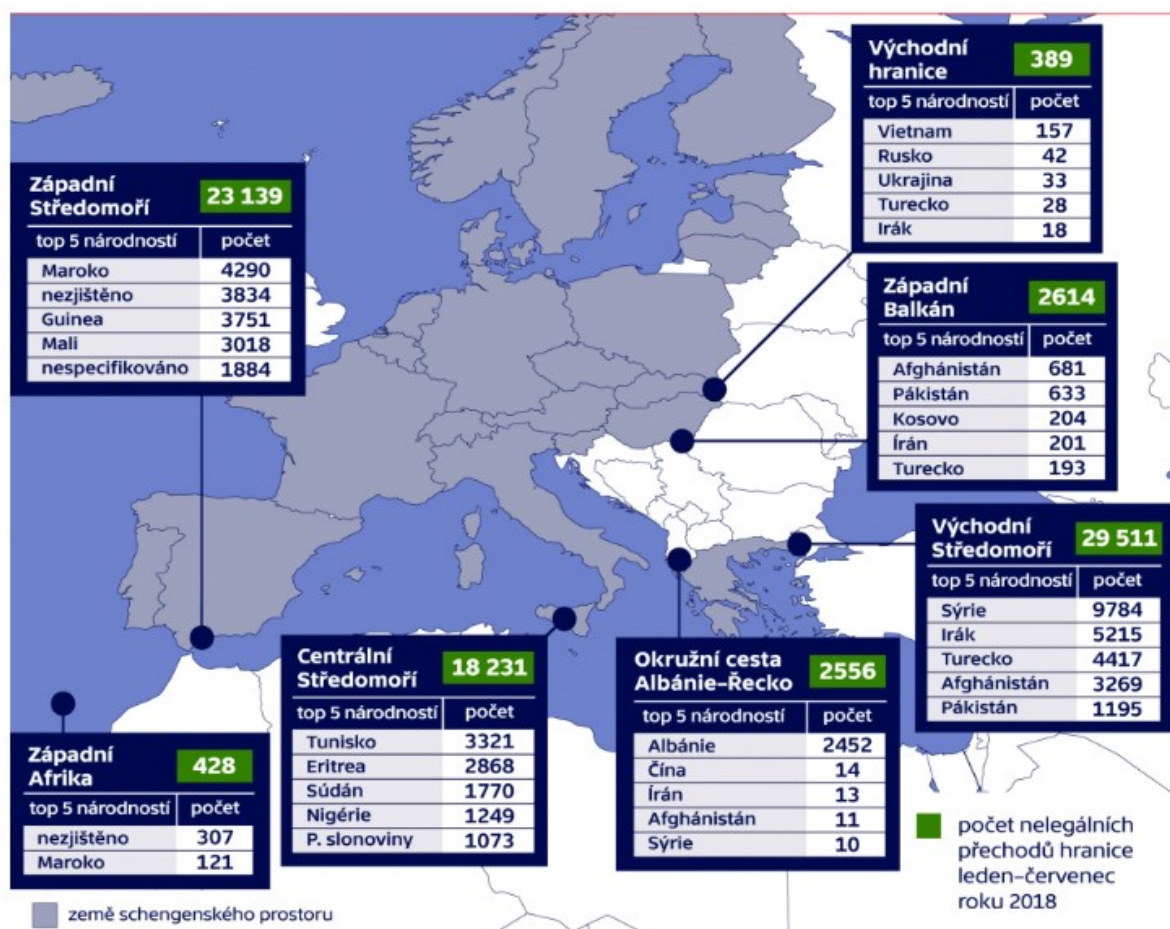 Východní
hranice 389
top 5 národností počet
Vietnam 157
Rusko 42
Ukrajina 33
Turecko 28
Irák 18
Západní
Středomoří 23 139
top 5 národností počet
Maroko 4290
nezjištěno 3834
Guinea 3751
Mali 3018
nespecifikováno 1884
Západní
Balkán 2614
top 5 národností počet
Afghánistán 681
Pákistán 633
Kosovo 204
Írán 201
Turecko 193
Východní
Středomoří 29 511
top 5 národností počet
Sýrie 9784
Irák 5215
Turecko 4417
Afghánistán 3269
Pákistán 1195
Centrální
Středomoří 18 231
top 5 národností počet
Tunisko 3321
Eritrea 2868
Súdán 1770
Nigérie 1249
P. slonoviny 1073
Okružní cesta
Albánie–Řecko 2556
top 5 národností počet
Albánie 2452
Čína 14
Írán 13
Afghánistán 11
Sýrie 10
Západní
Afrika 428
top 5 národností počet
nezjištěno 307
Maroko 121
počet nelegálních
přechodů hranice
leden–červenec
roku 2018
země schengenského prostoru